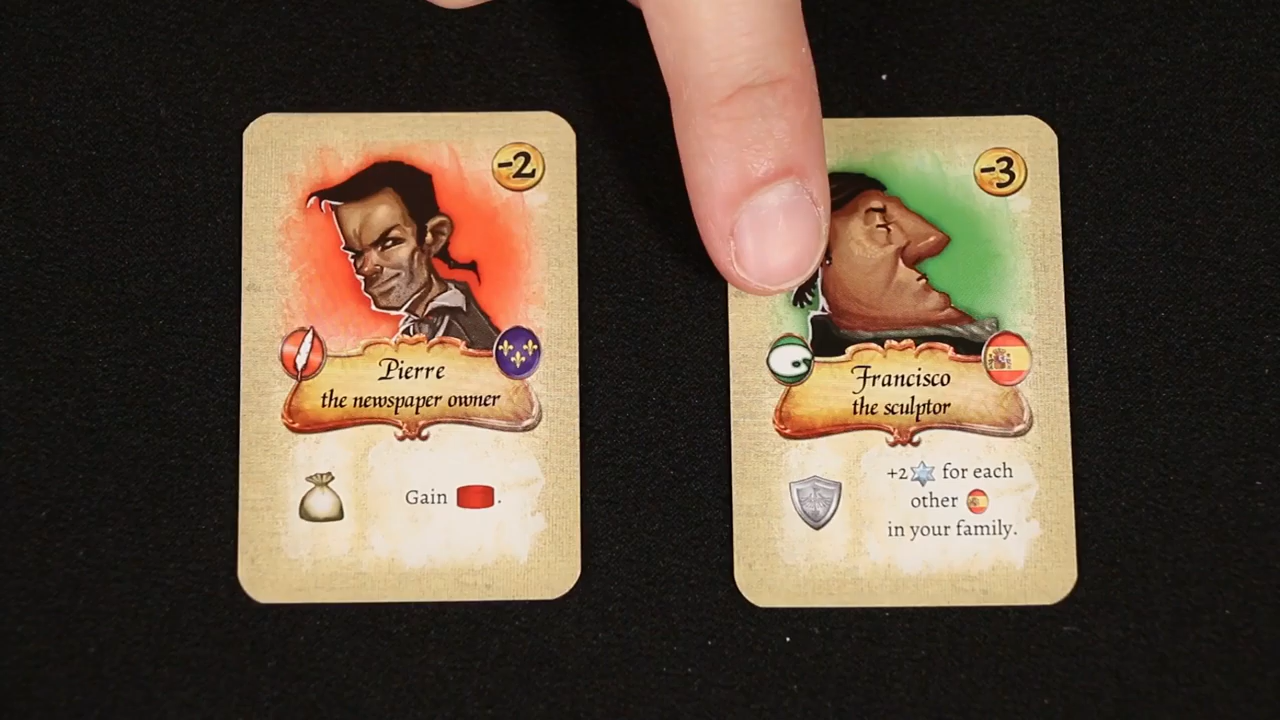 -2
Pierre
the newspaper owner
Gain .
-3
Francisco
the sculptor
+2 for each
other
in your family.